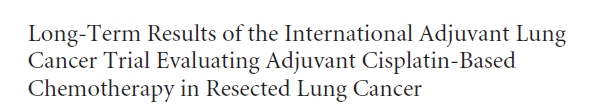 Long-Term Results of the International Adjuvant Lung
Cancer Trial Evaluating Adjuvant Cisplatin-Based
Chemotherapy in Resected Lung Cancer